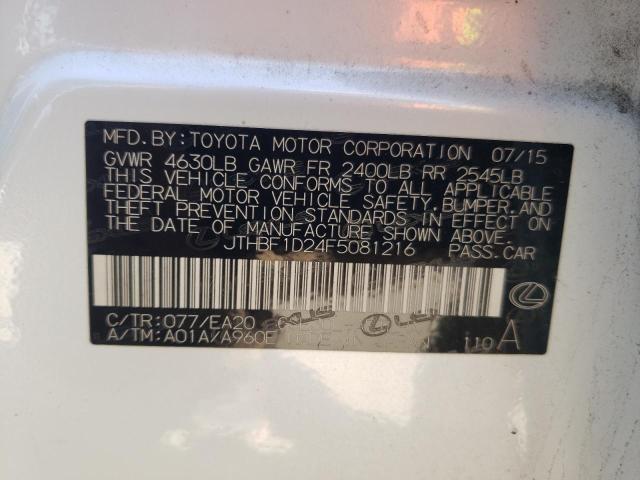 MFD.BY:TOYOTA MOTOR CORPORATION 07/15
GVWR 4630LB GAWR FR 2400LB RR 2545LB
THIS VEHICLE CONFORMS TO ALL APPLICABLE
FEDERAL MOTOR VEHICLE SAFETY,BUMPER,AND
THEFT PREVENTION STANDARDS IN EFFECT ON
THE DATE OF MANUFACTURE SHOWN ABOVE.
JTHBF1D24F5081216 PASS.CAR
C/TR:077/EA20
A/TM:A01A/A960E i10 A